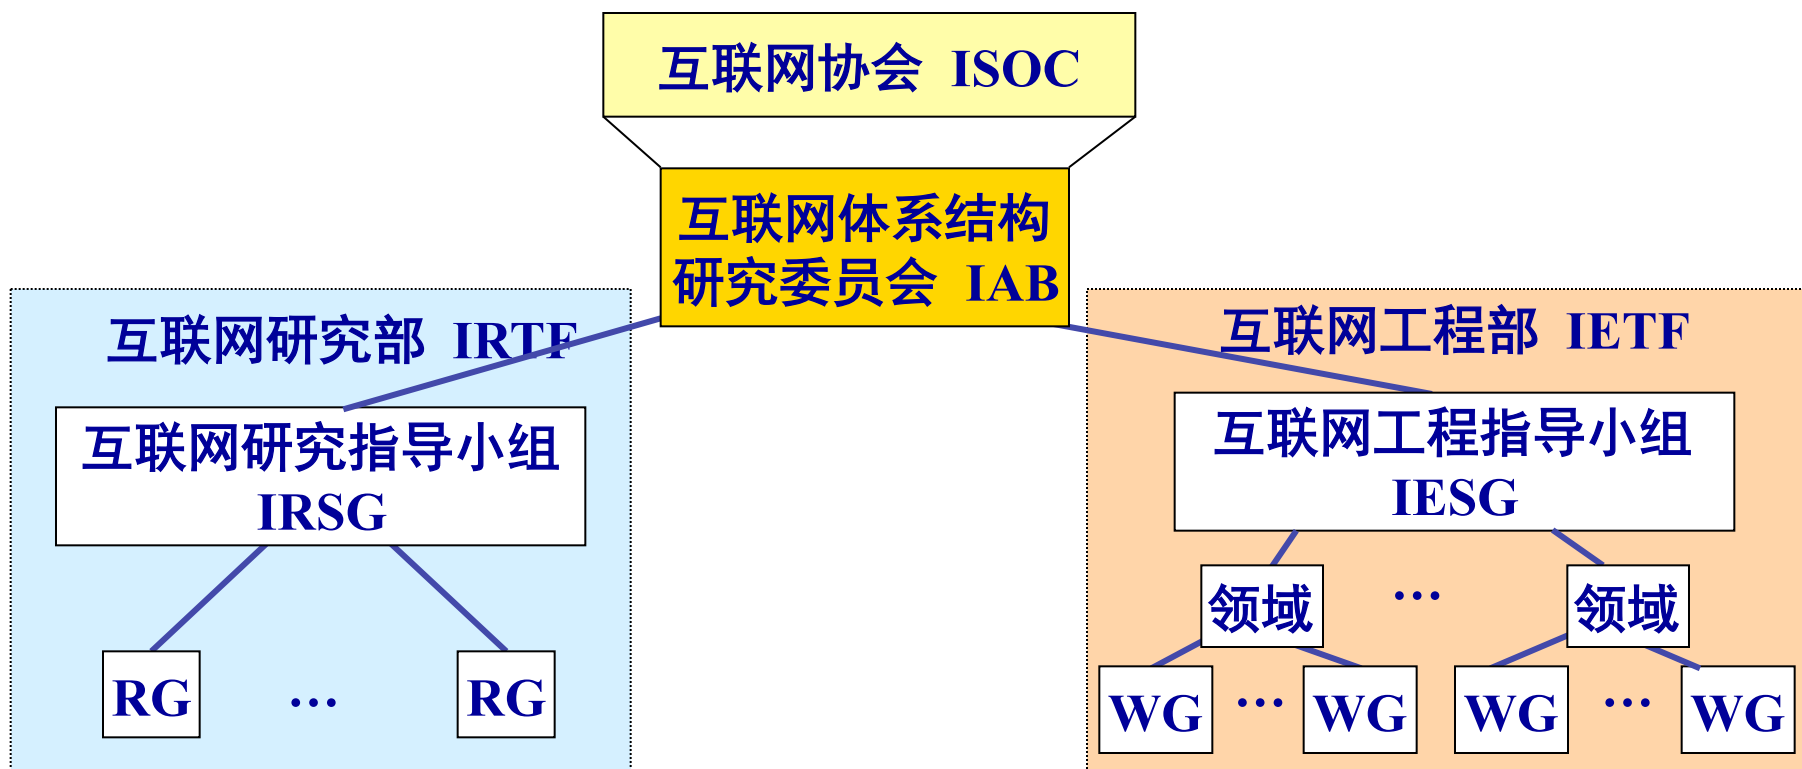 互联网协会 ISOC
互联网体系结构
研究委员会 IAB
互联网研究部 IRTF
互联网研究指导小组
IRSG
RG … RG
互联网工程部 IETF
互联网工程指导小组
IESG
领域 … 领域
WG … WG WG … WG